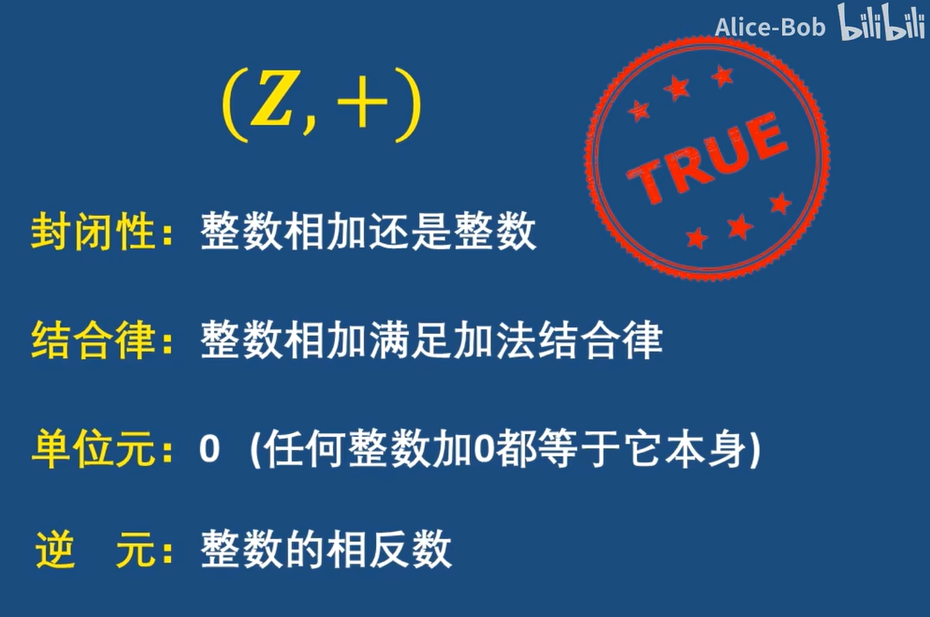 Alice-Bob bilibili
(Z,+)
TRUE
封闭性：整数相加还是整数
结合律：整数相加满足加法结合律
单位元：0 (任何整数加0都等于它本身)
逆 元：整数的相反数